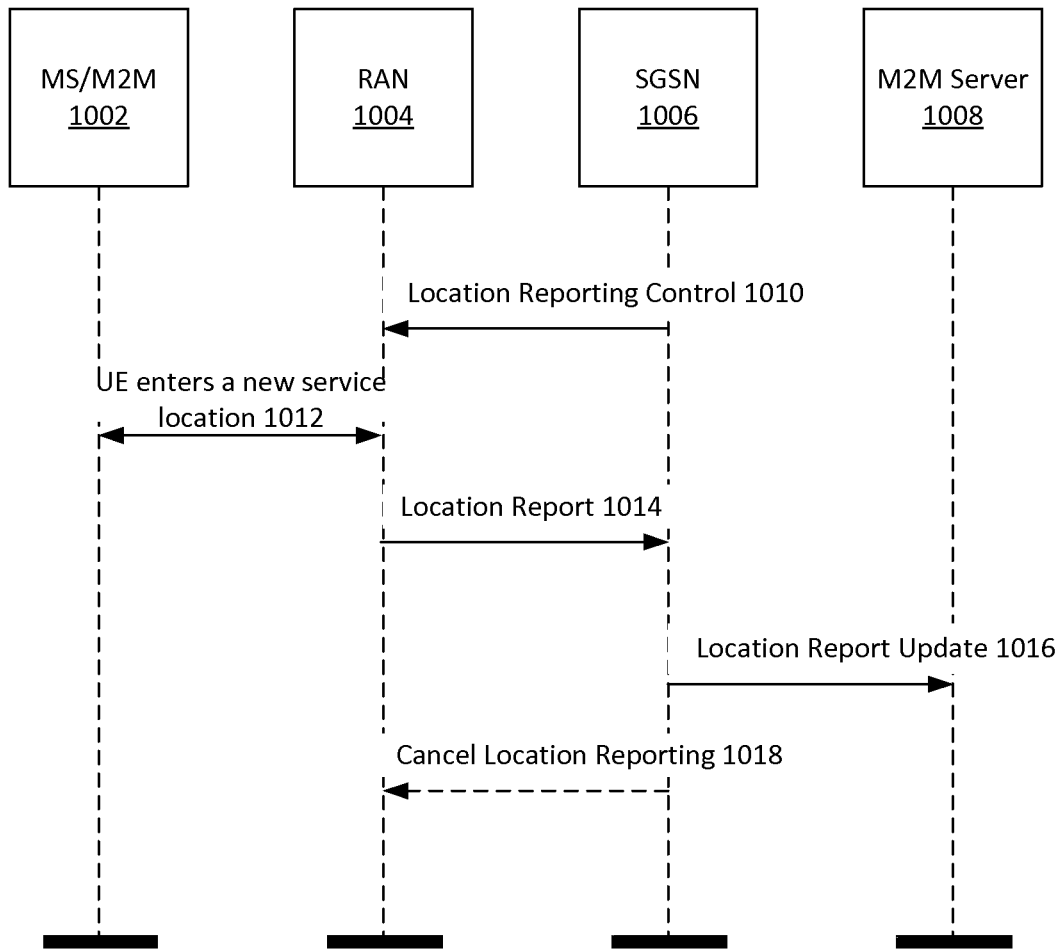 MS/M2M
1002
RAN
1004
SGSN
1006
M2M Server
1008
Location Reporting Control 1010
UE enters a new service
location 1012
Location Report 1014
Location Report Update 1016
Cancel Location Reporting 1018